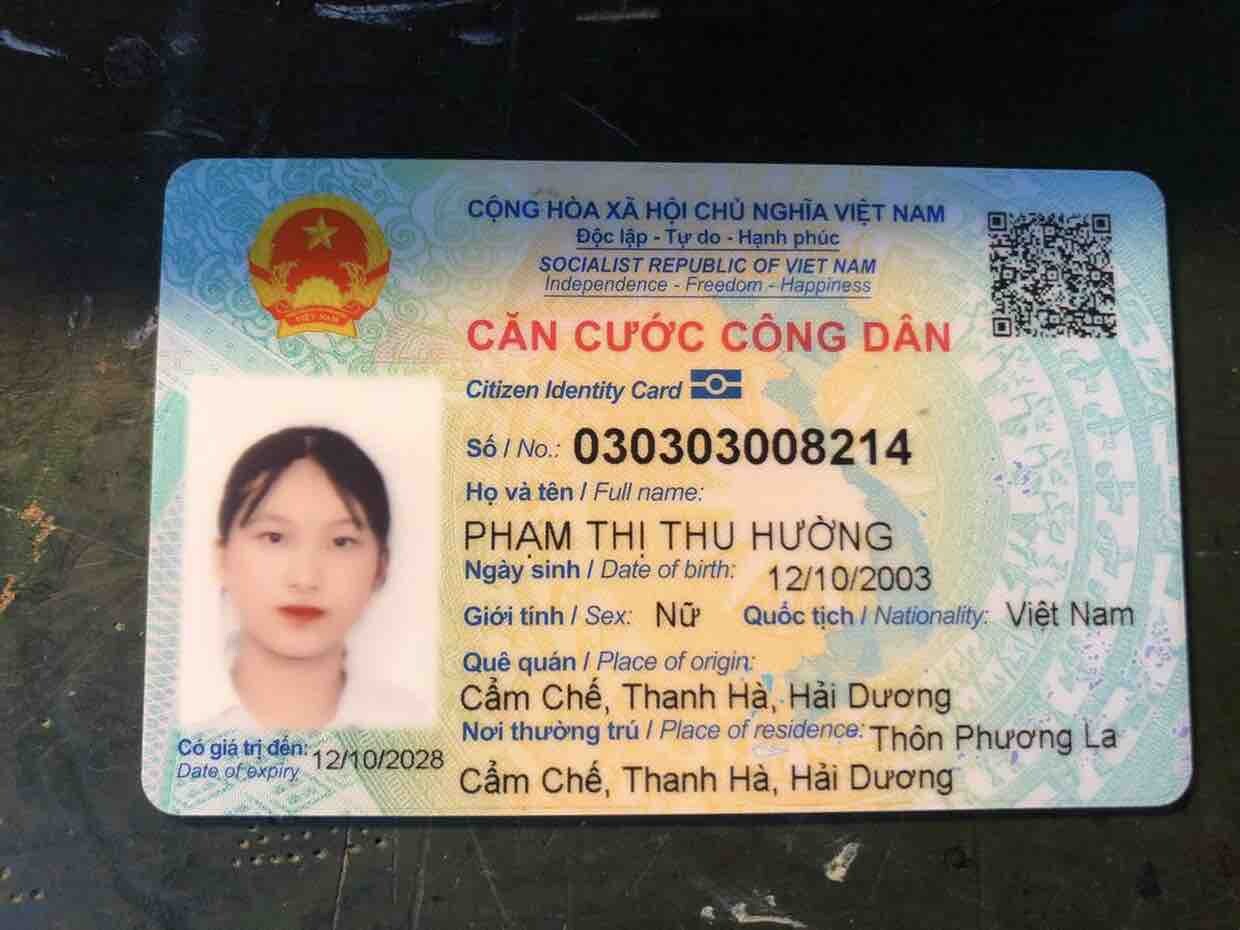 CỘNG HÒA XÃ HỘI CHỦ NGHĨA VIỆT NAM
Độc lập - Tự do - Hạnh phúc
SOCIALIST REPUBLIC OF VIET NAM
Independence - Freedom - Happiness
VIỆT NAM
CĂN CƯỚC CÔNG DÂN
Citizen Identity Card
Số / No.: 030303008214
Họ và tên / Full name:
PHẠM THỊ THU HƯỜNG
Ngày sinh / Date of birth: 12/10/2003
Giới tính / Sex: Nữ Quốc tịch / Nationality: Việt Nam
Quê quán / Place of origin:
Cẩm Chế, Thanh Hà, Hải Dương
Nơi thường trú / Place of residence: Thôn Phương La
Cẩm Chế, Thanh Hà, Hải Dương
Có giá trị đến: 12/10/2028
Date of expiry